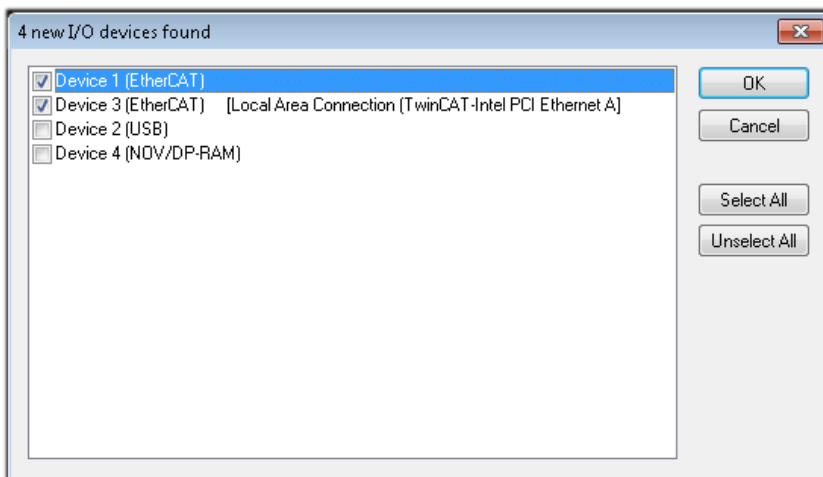 4 new I/O devices found
Device 1 (EtherCAT)
Device 3 (EtherCAT) [Local Area Connection (TwinCAT-Intel PCI Ethernet A]
Device 2 (USB)
Device 4 (NOV/DP-RAM)
OK
Cancel
Select All
Unselect All